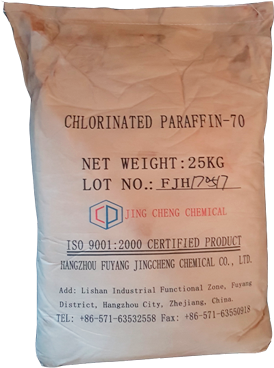 CHLORINATED PARAFFIN-70
NET WEIGHT:25KG
LOT NO.:
JING CHENG CHEMICAL
ISO 9001:2000 CERTIFIED PRODUCT
HANGZHOU FUYANG JINGCHENG CHEMICAL CO., LTD.
Add: Lishan Industrial Functional Zone, Fuyang
District, Hangzhou City, Zhejiang, China.
TEL: +86-571-63532558 Fax: +86-571-63550918